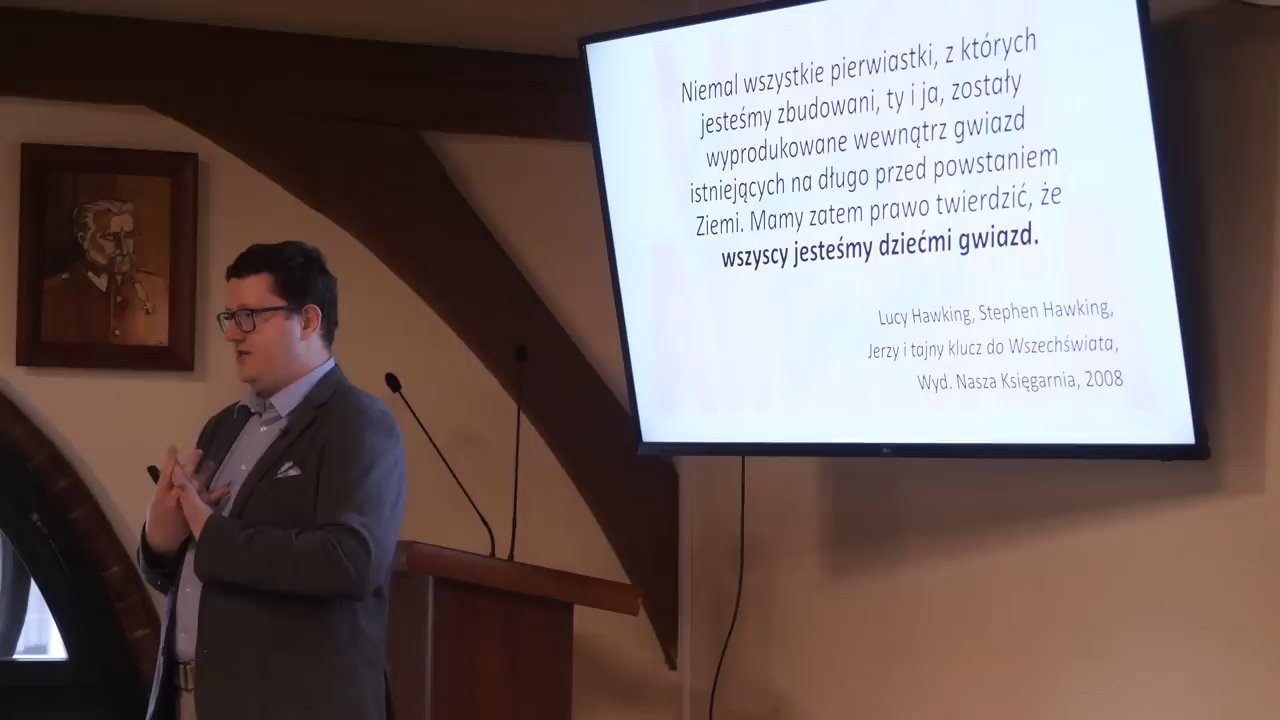 Niemal wszystkie pierwiastki, z których
jesteśmy zbudowani, ty i ja, zostały
wyprodukowane wewnątrz gwiazd
istniejących na długo przed powstaniem
Ziemi. Mamy zatem prawo twierdzić, że
wszyscy jesteśmy dziećmi gwiazd.
Lucy Hawking, Stephen Hawking,
Jerzy i tajny klucz do Wszechświata,
Wyd. Nasza Księgarnia, 2008